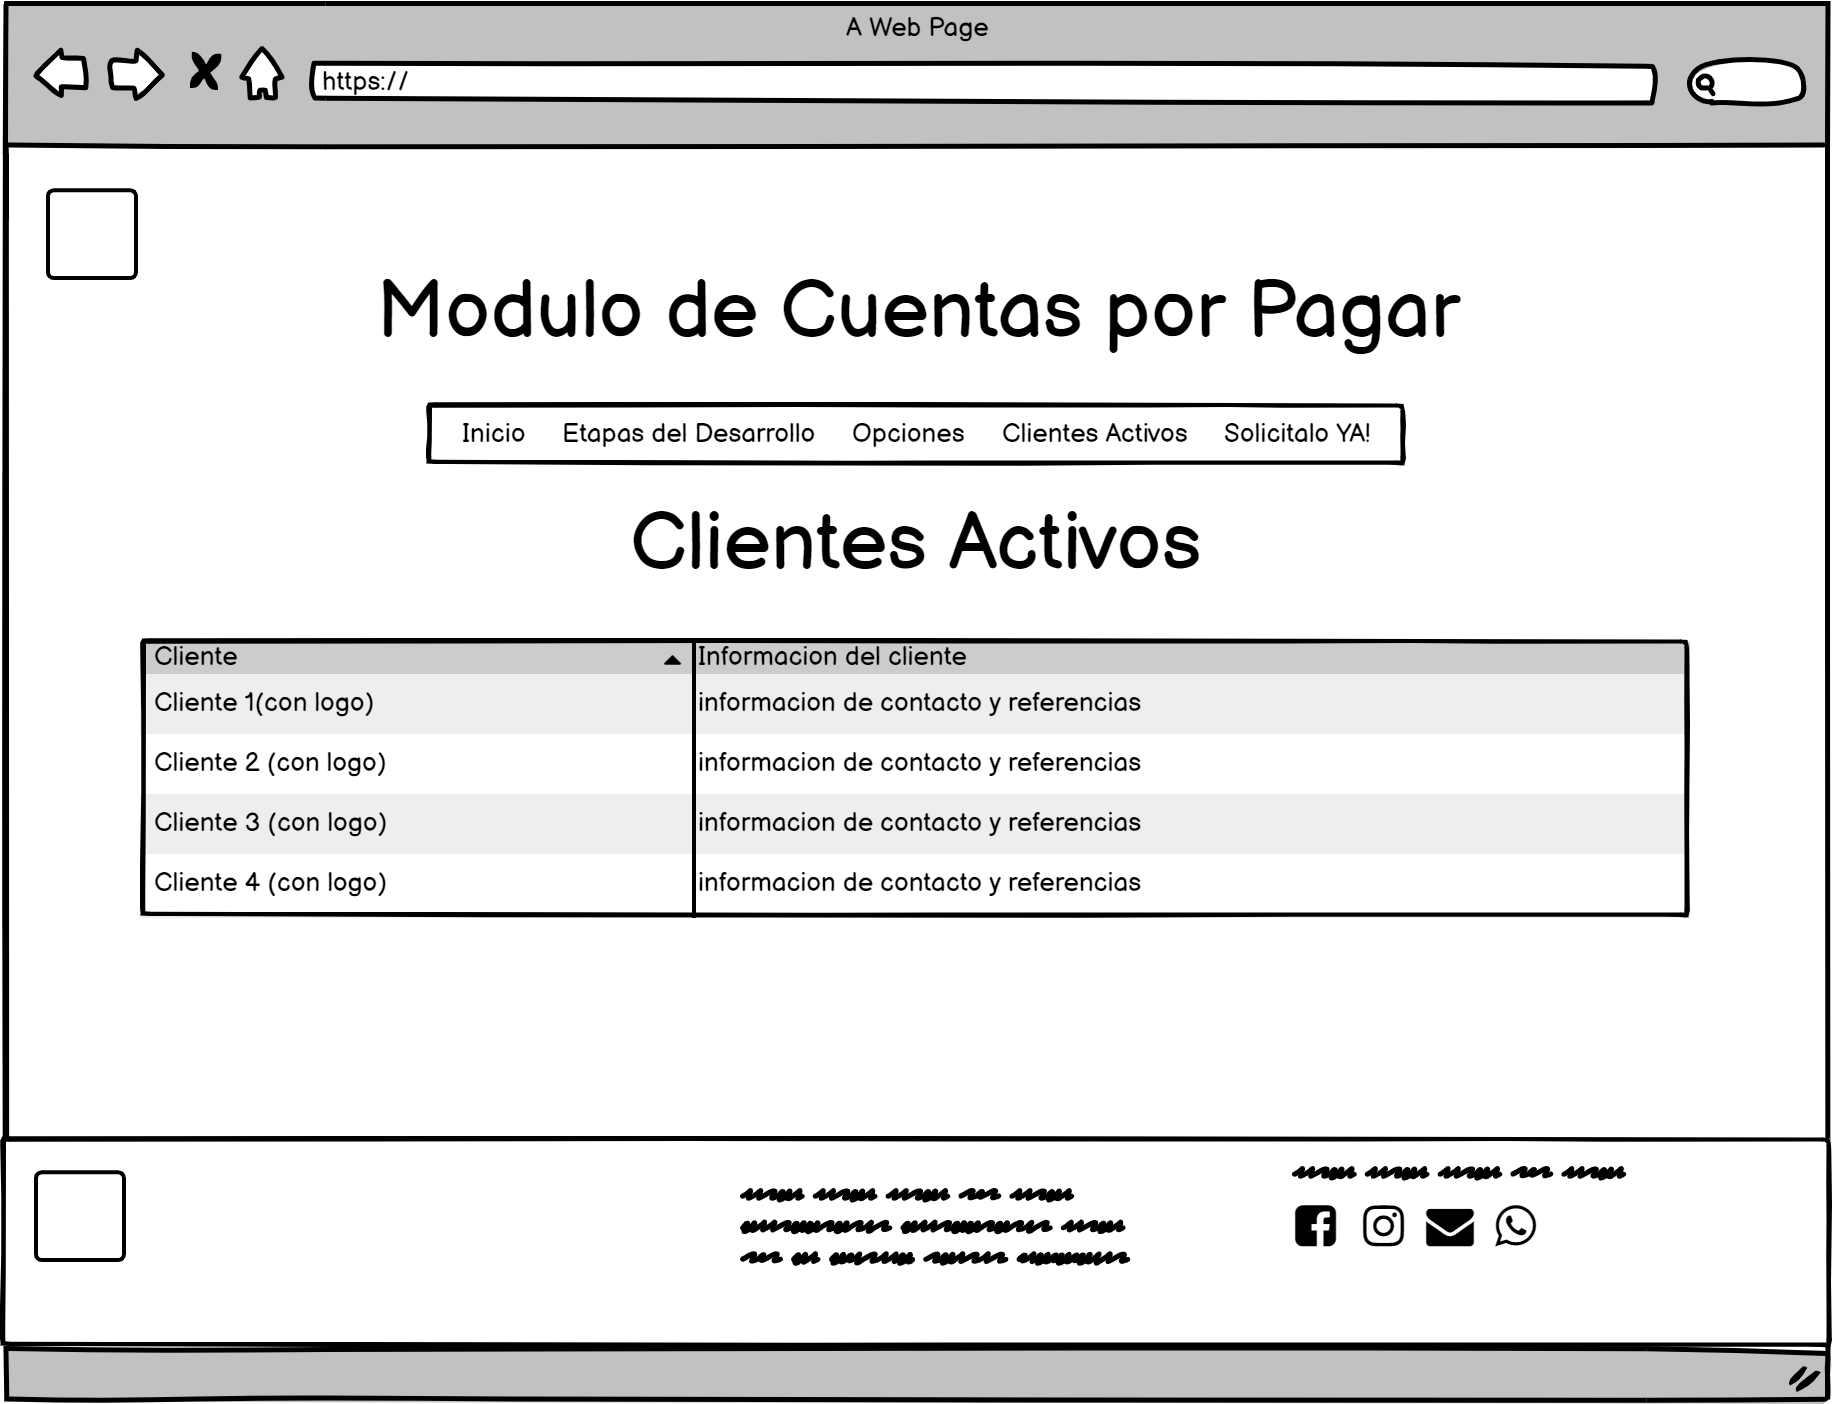 A Web Page
https://
Modulo de Cuentas por Pagar
Inicio Etapas del Desarrollo Opciones Clientes Activos Solicitalo YA!
Clientes Activos
Cliente Informacion del cliente
Cliente 1(con logo) informacion de contacto y referencias
Cliente 2 (con logo) informacion de contacto y referencias
Cliente 3 (con logo) informacion de contacto y referencias
Cliente 4 (con logo) informacion de contacto y referencias